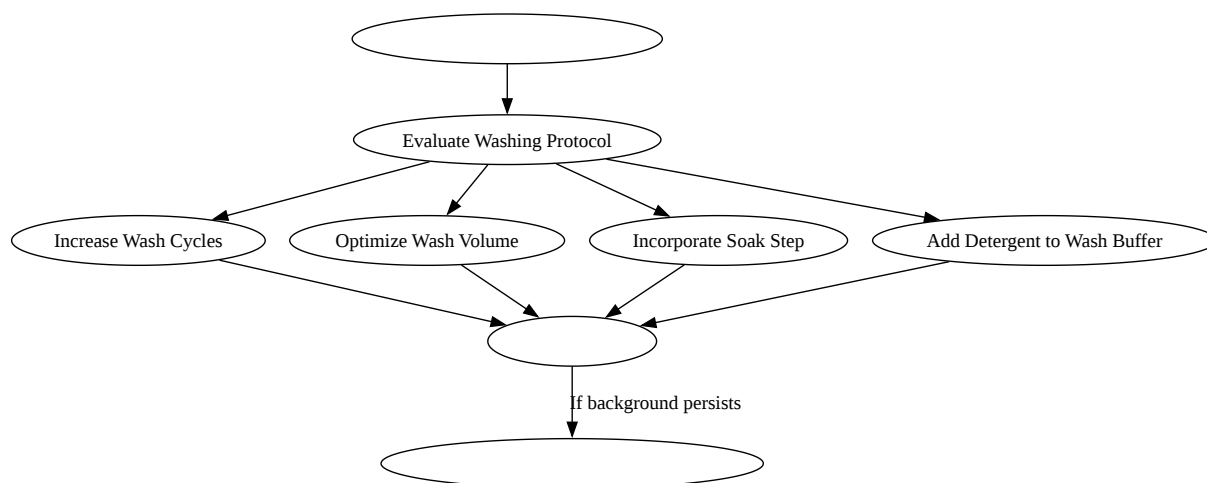 Evaluate Washing Protocol
Increase Wash Cycles
Optimize Wash Volume
Incorporate Soak Step
Add Detergent to Wash Buffer
If background persists